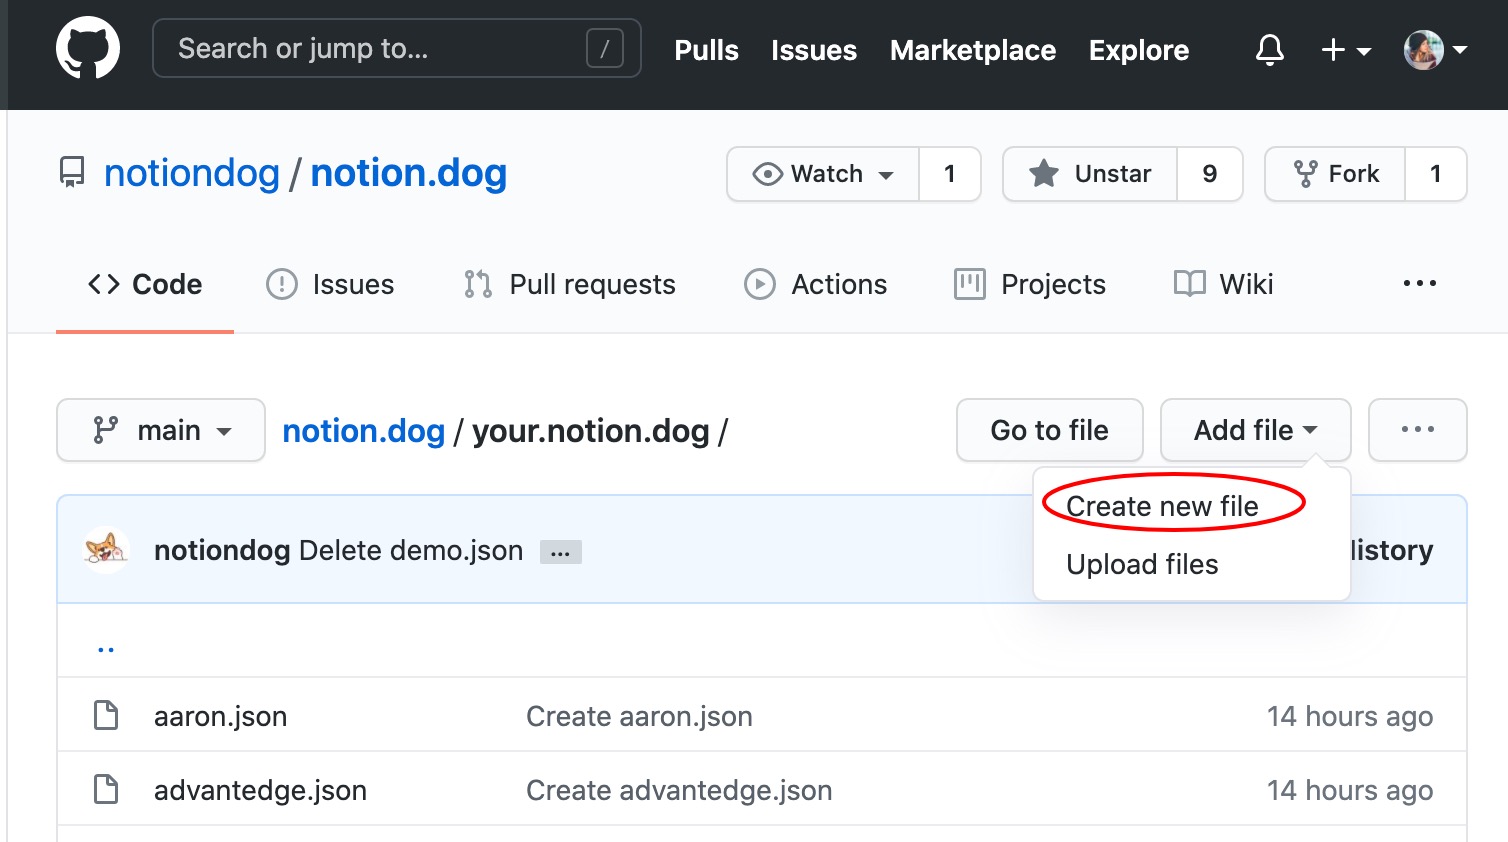 Search or jump to... /
Pulls Issues Marketplace Explore
notiondog / notion.dog
Watch 1 Unstar 9 Fork 1
Code Issues Pull requests Actions Projects Wiki ...
main notion.dog / your.notion.dog / Go to file Add file ...
Create new file
notiondog Delete demo.json ... History
Upload files
..
aaron.json Create aaron.json 14 hours ago
advantedge.json Create advantedge.json 14 hours ago